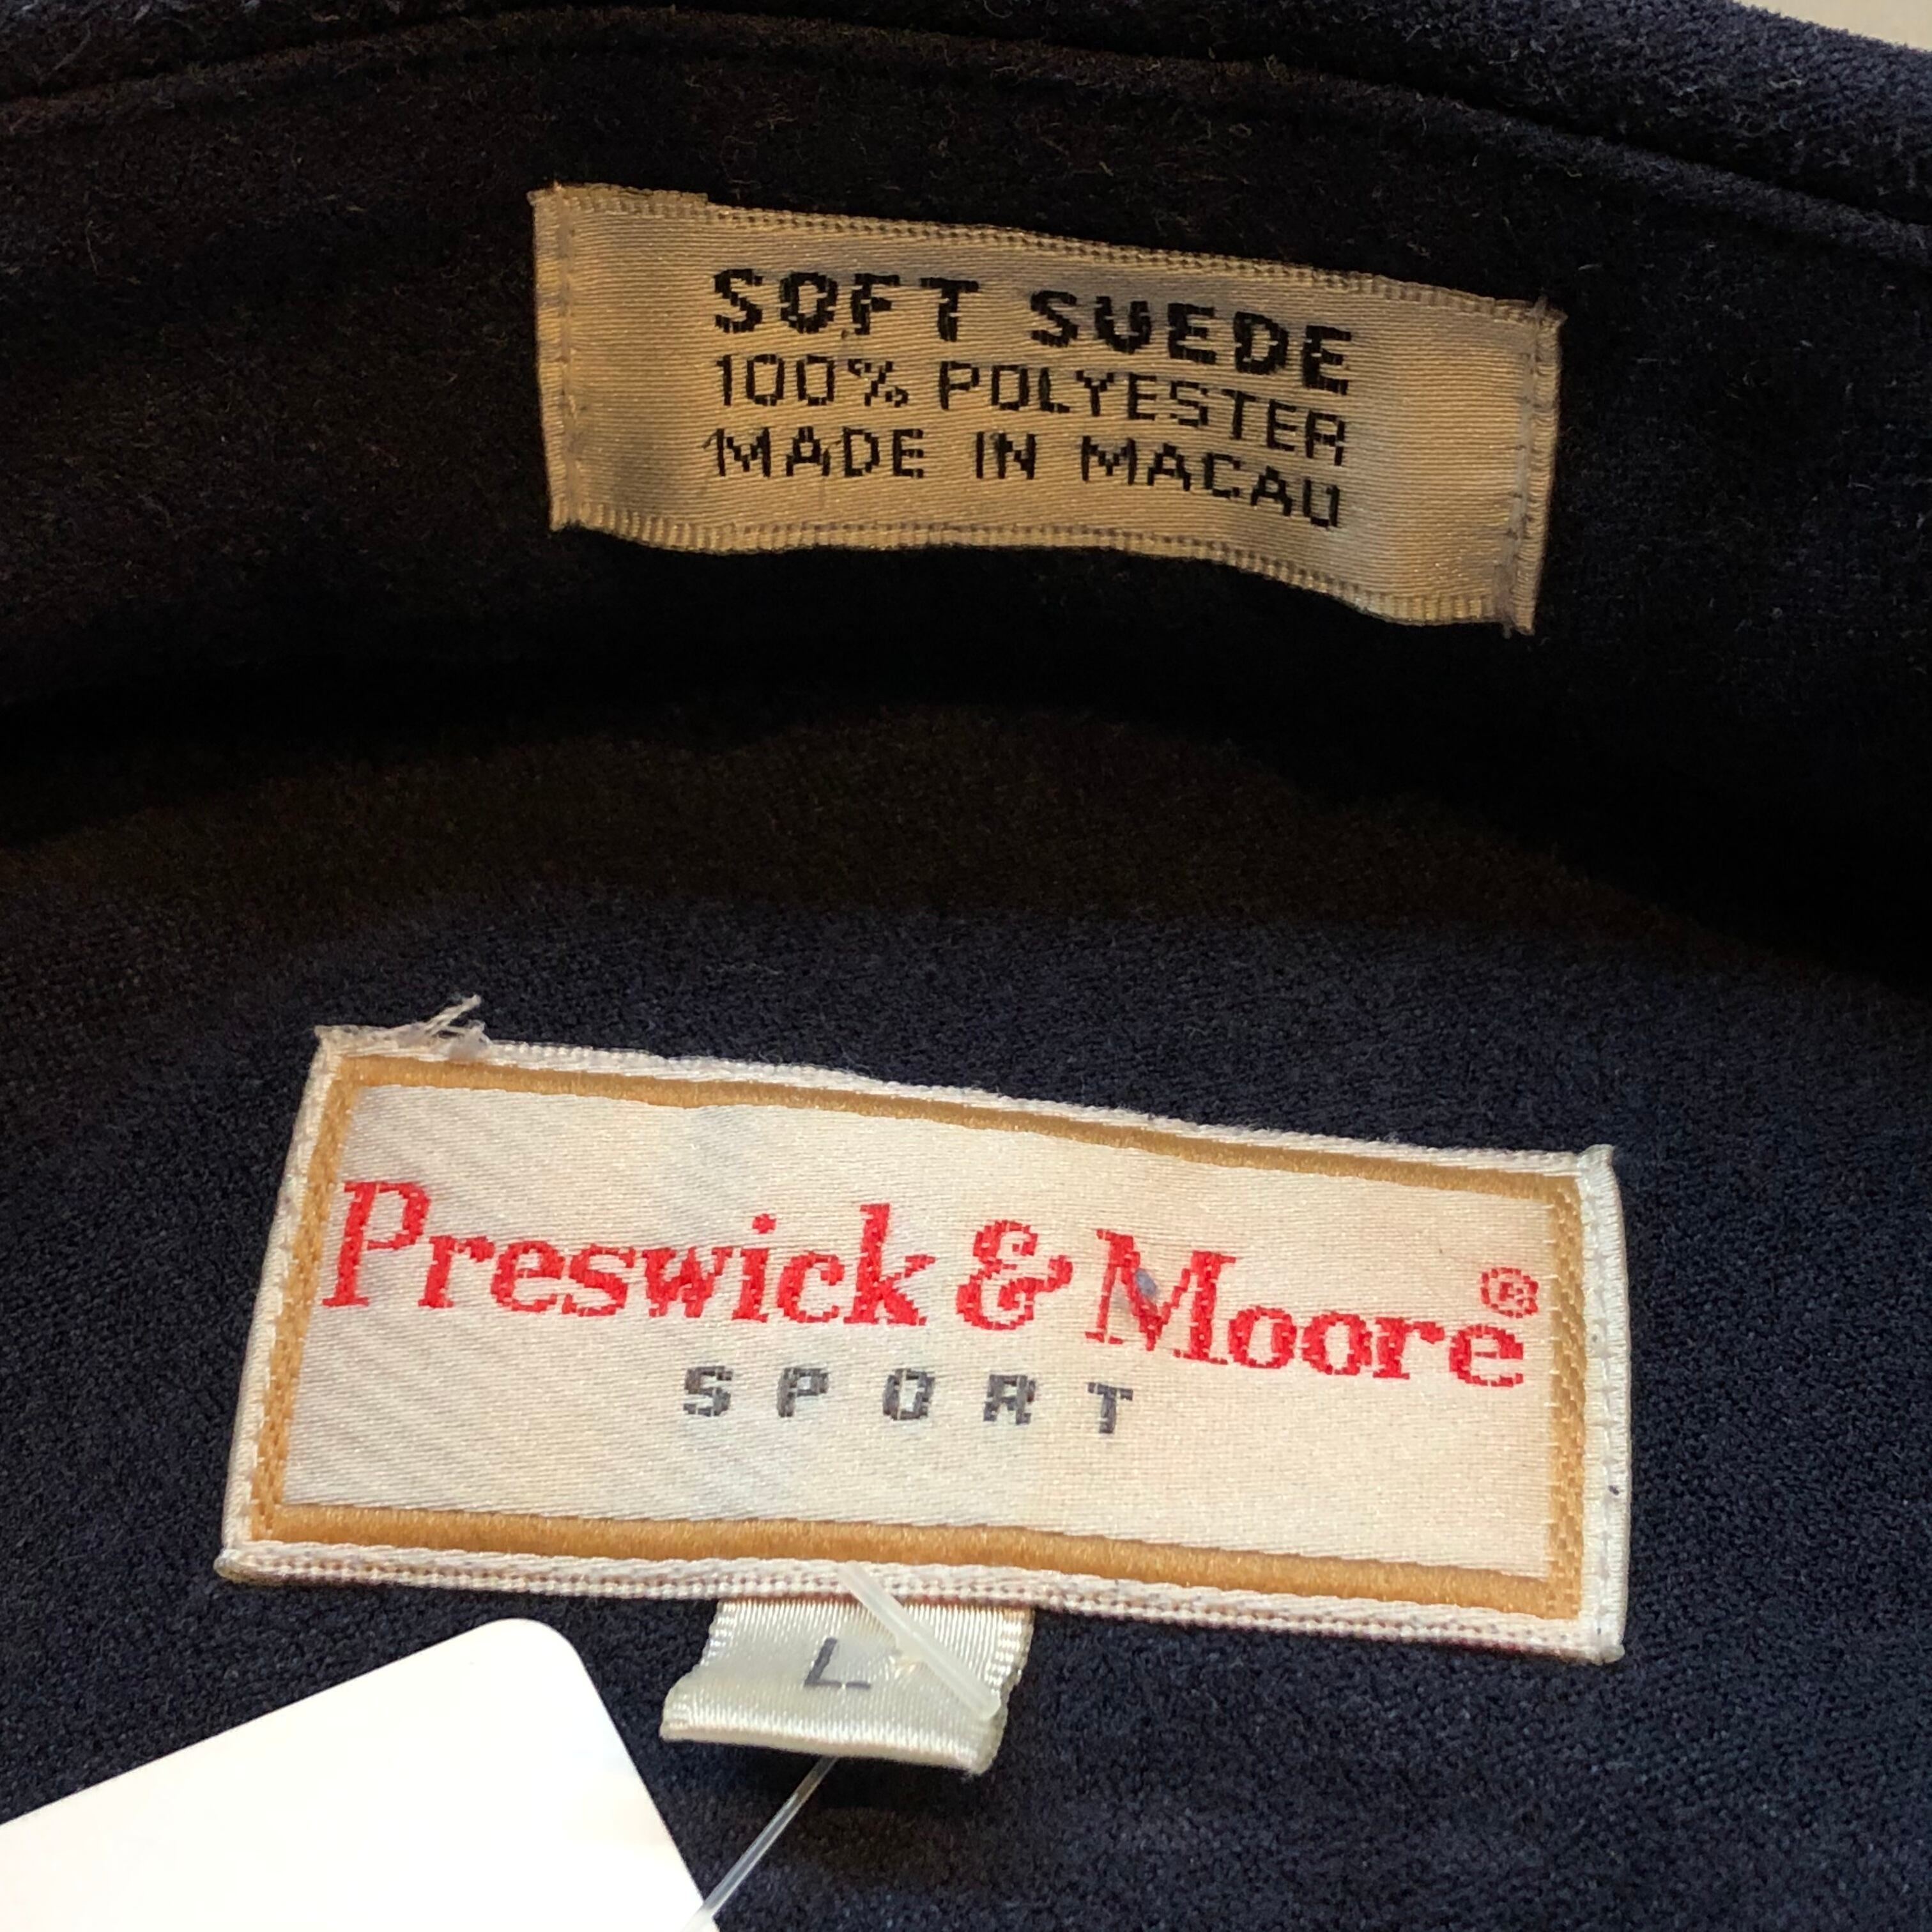 SOFT SUEDE
100% POLYESTER
MADE IN MACAU
Preswick & Moore®
SPORT
L